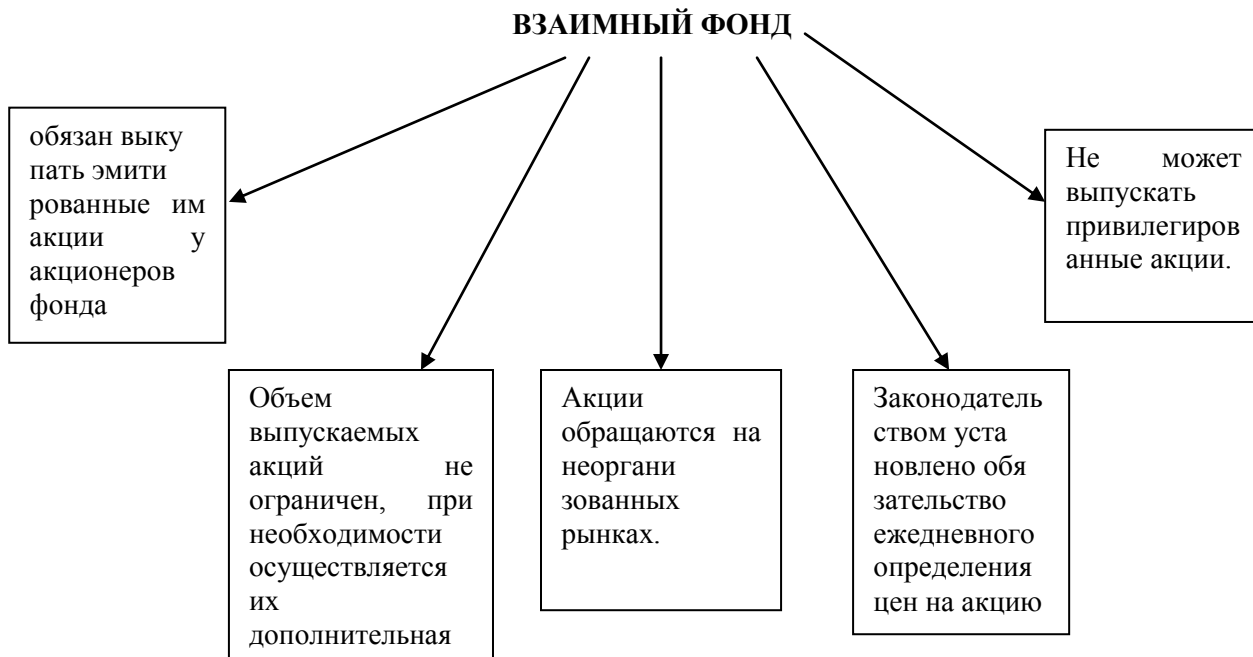 ВЗАИМНЫЙ ФОНД
обязан выку
пать эмити
рованные им
акции у
акционеров
фонда
Не может
выпускать
привилегиров
анные акции.
Объем
выпускаемых
акций не
ограничен, при
необходимости
осуществляется
их
дополнительная
Акции
обращаются на
неоргани
зованных
рынках.
Законодатель
ством уста
новлено обя
зательство
ежедневного
определения
цен на акцию